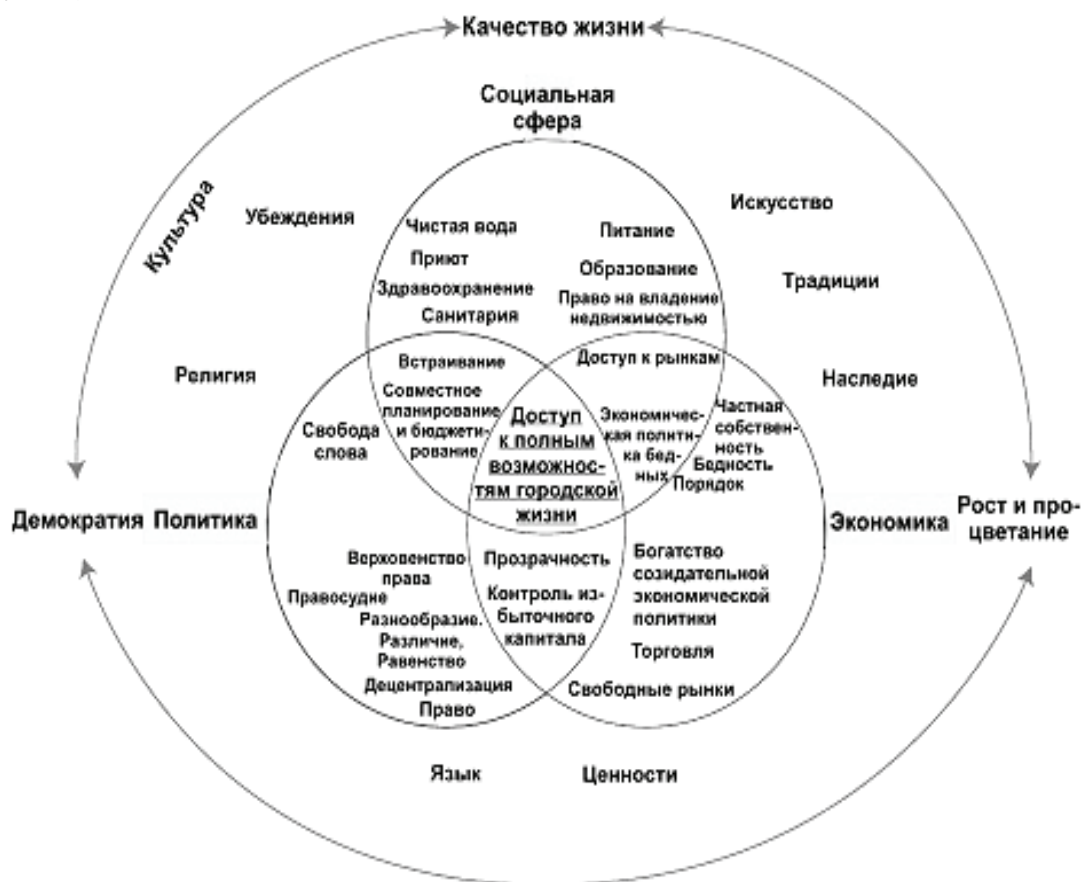 Качество жизни
Социальная
сфера
Культура
Убеждения
Искусство
Чистая вода
Питание
Приют
Образование
Традиции
Здравоохранение
Право на владение
недвижимостью
Санитария
Встраивание
Доступ к рынкам
Религия
Наследие
Совместное
планирование
и бюджети-
рование
Свобода
слова
Доступ
к полным
возможнос-
тям городской
жизни
Экономичес-
кая полити-
ка бед-
ных
Частная
собствен-
ность
Бедность
Порядок
Демократия
Политика
Экономика
Рост и про-
цветание
Верховенство
права
Правосудие
Разнообразие.
Различие,
Равенство
Децентрализация
Право
Прозрачность
Контроль из-
быточного
капитала
Богатство
созидательной
экономической
политики
Торговля
Свободные рынки
Язык
Ценности